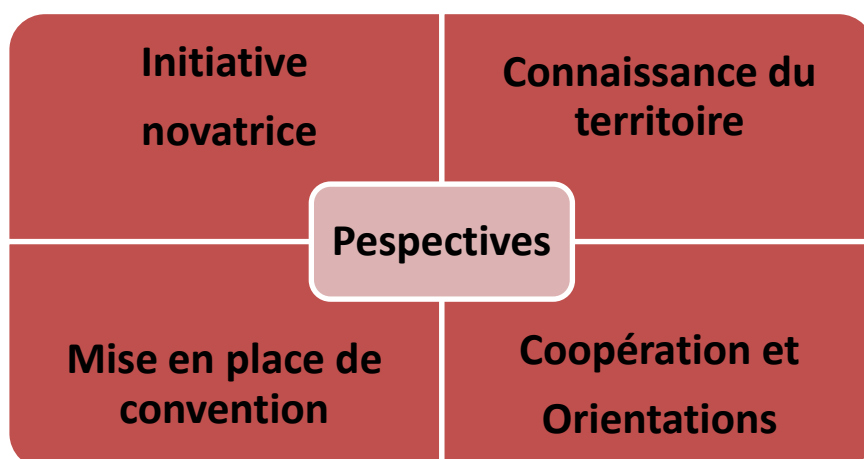 Initiative
novatrice
Connaissance du
territoire
Pespectives
Mise en place de
convention
Coopération et
Orientations